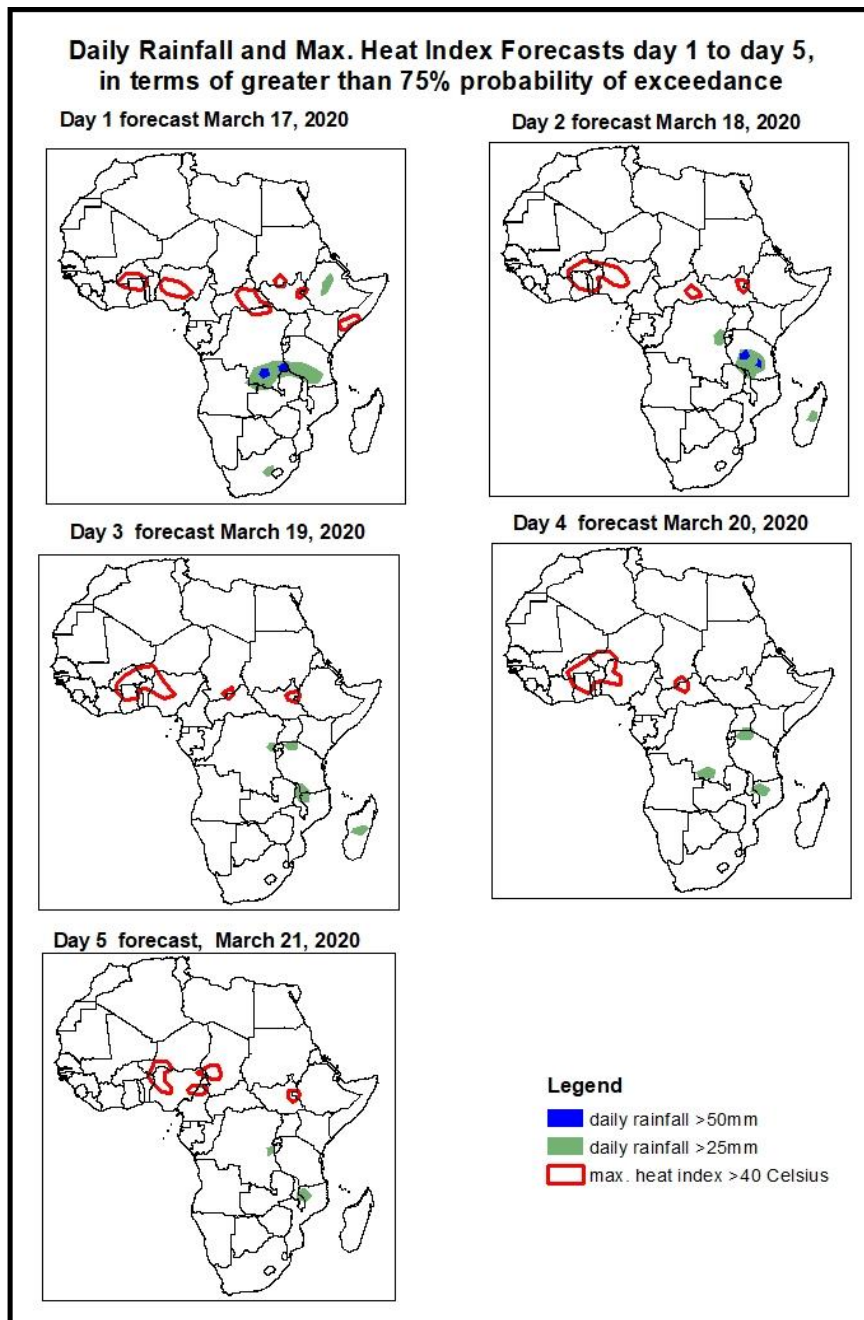 Daily Rainfall and Max. Heat Index Forecasts day 1 to day 5,
in terms of greater than 75% probability of exceedance
Day 1 forecast March 17, 2020
Day 2 forecast March 18, 2020
Day 3 forecast March 19, 2020
Day 4 forecast March 20, 2020
Day 5 forecast, March 21, 2020
Legend
daily rainfall >50mm
daily rainfall >25mm
max. heat index >40 Celsius